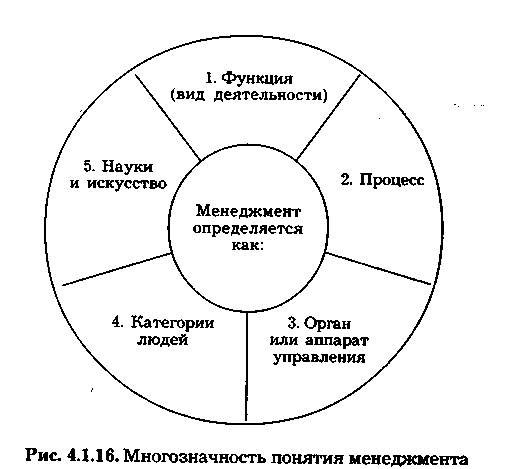 1. Функция
(вид деятельности)
2. Процесс
3. Орган
или аппарат
управления
4. Категории
людей
5. Науки
и искусство
Менеджмент
определяется
как:
Рис. 4.1.16. Многозначность понятия менеджмента